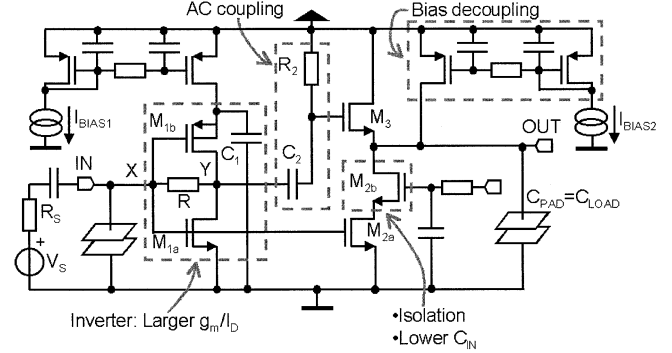 AC coupling
Bias decoupling
R2
M3
IBIAS1
M1b
C1
IBIAS2
OUT
IN
X
Y
C2
M2b
CPAD=CLOAD
RS
R
M1a
M2a
+
VS
Inverter: Larger gm/ID
•Isolation
•Lower CIN